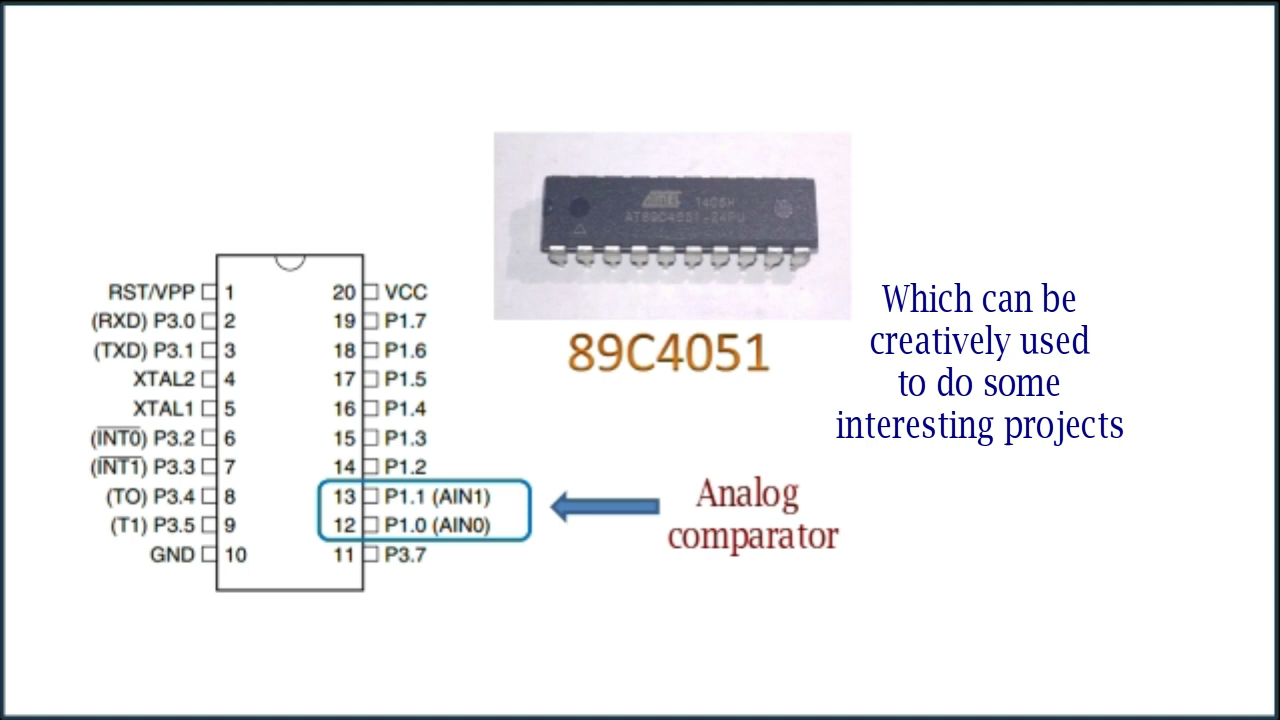 ATMEL 1405H
AT89C4051-24PU
89C4051
Which can be
creatively used
to do some
interesting projects
RST/VPP 1 20 VCC
(RXD) P3.0 2 19 P1.7
(TXD) P3.1 3 18 P1.6
XTAL2 4 17 P1.5
XTAL1 5 16 P1.4
(INT0) P3.2 6 15 P1.3
(INT1) P3.3 7 14 P1.2
(TO) P3.4 8 13 P1.1 (AIN1)
(T1) P3.5 9 12 P1.0 (AIN0)
GND 10 11 P3.7
Analog
comparator